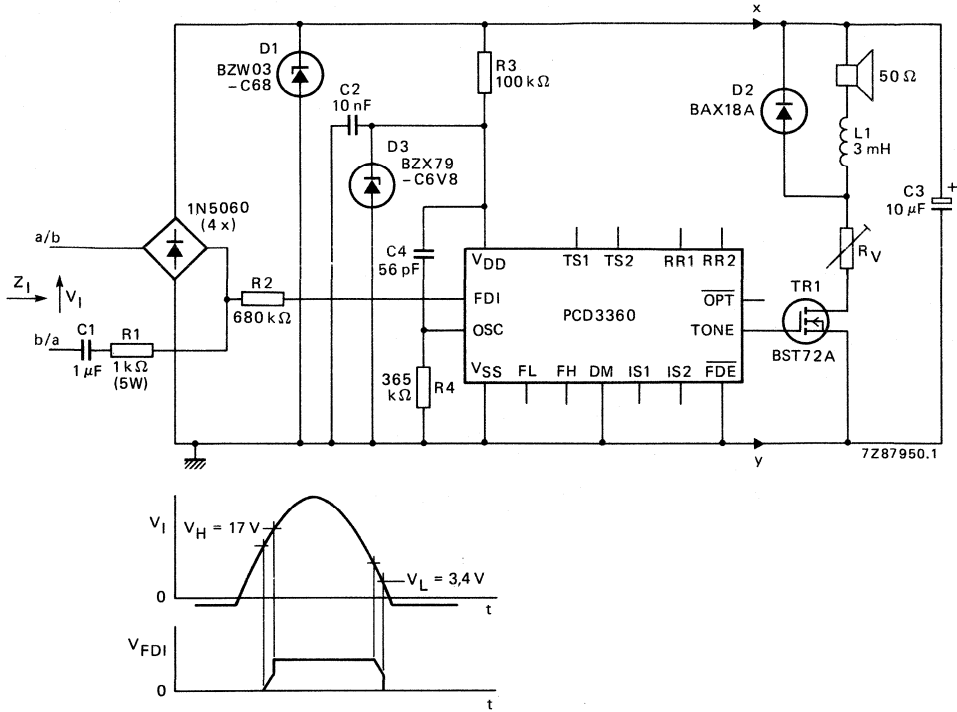 x
D1
BZW03
–C68
C2
10 nF
R3
100 kΩ
D3
BZX79
–C6V8
D2
BAX18A
50 Ω
L1
3 mH
C3
10 µF
+
1N5060
(4 x)
a/b
Z I
V I
b/a
C1
1 µF
R1
1 kΩ
(5W)
R2
680 kΩ
C4
56 pF
365
kΩ
R4
VDD
TS1
TS2
RR1
RR2
FDI
OSC
PCD3360
OPT
TONE
VSS
FL
FH
DM
IS1
IS2
FDE
RV
TR1
BST72A
y
7Z87950.1
VI
VH = 17 V
VL = 3,4 V
0
t
VFDI
0
t